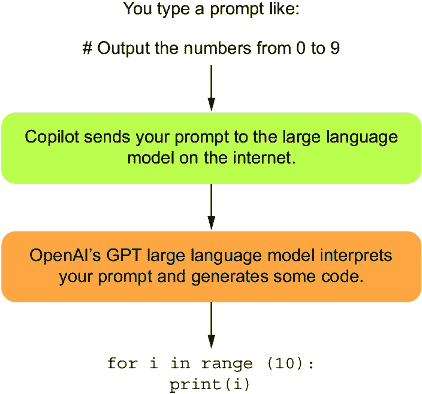 You type a prompt like:
# Output the numbers from 0 to 9
Copilot sends your prompt to the large language
model on the internet.
OpenAI’s GPT large language model interprets
your prompt and generates some code.
for i in range (10):
print(i)